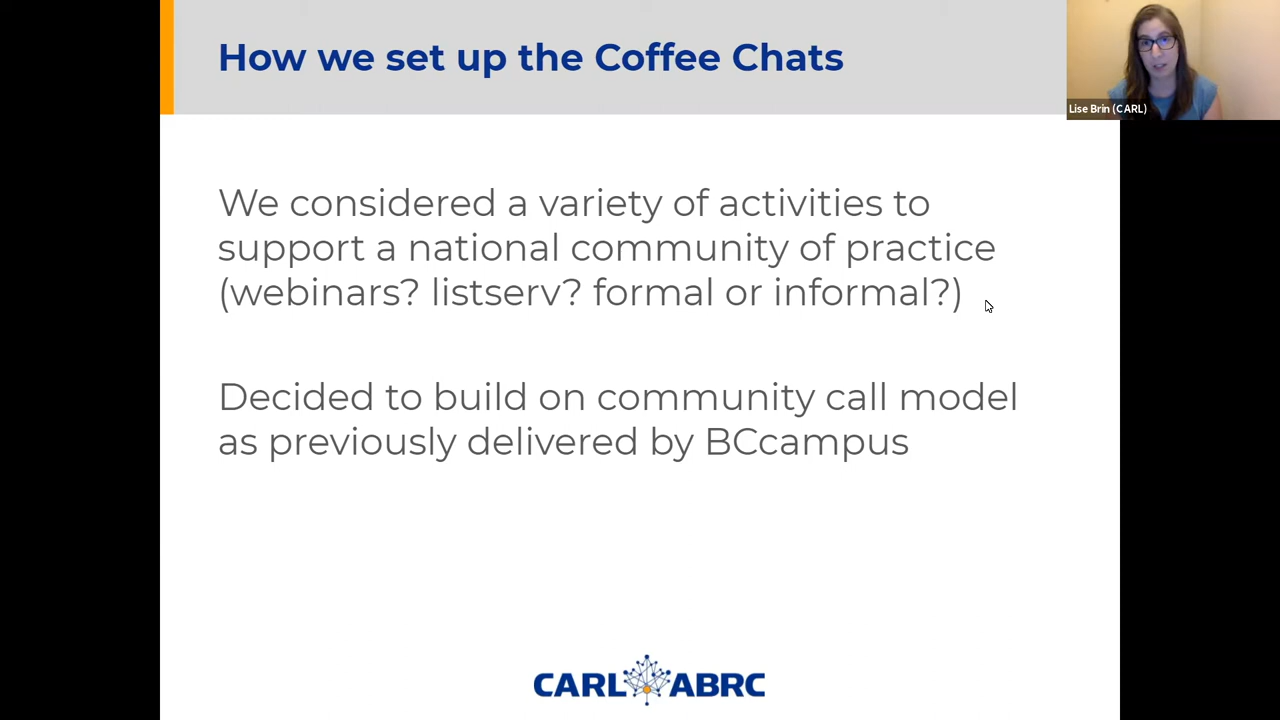 How we set up the Coffee Chats
Lise Brin (CARL)
We considered a variety of activities to
support a national community of practice
(webinars? listserv? formal or informal?)
Decided to build on community call model
as previously delivered by BCcampus
CARL ABRC